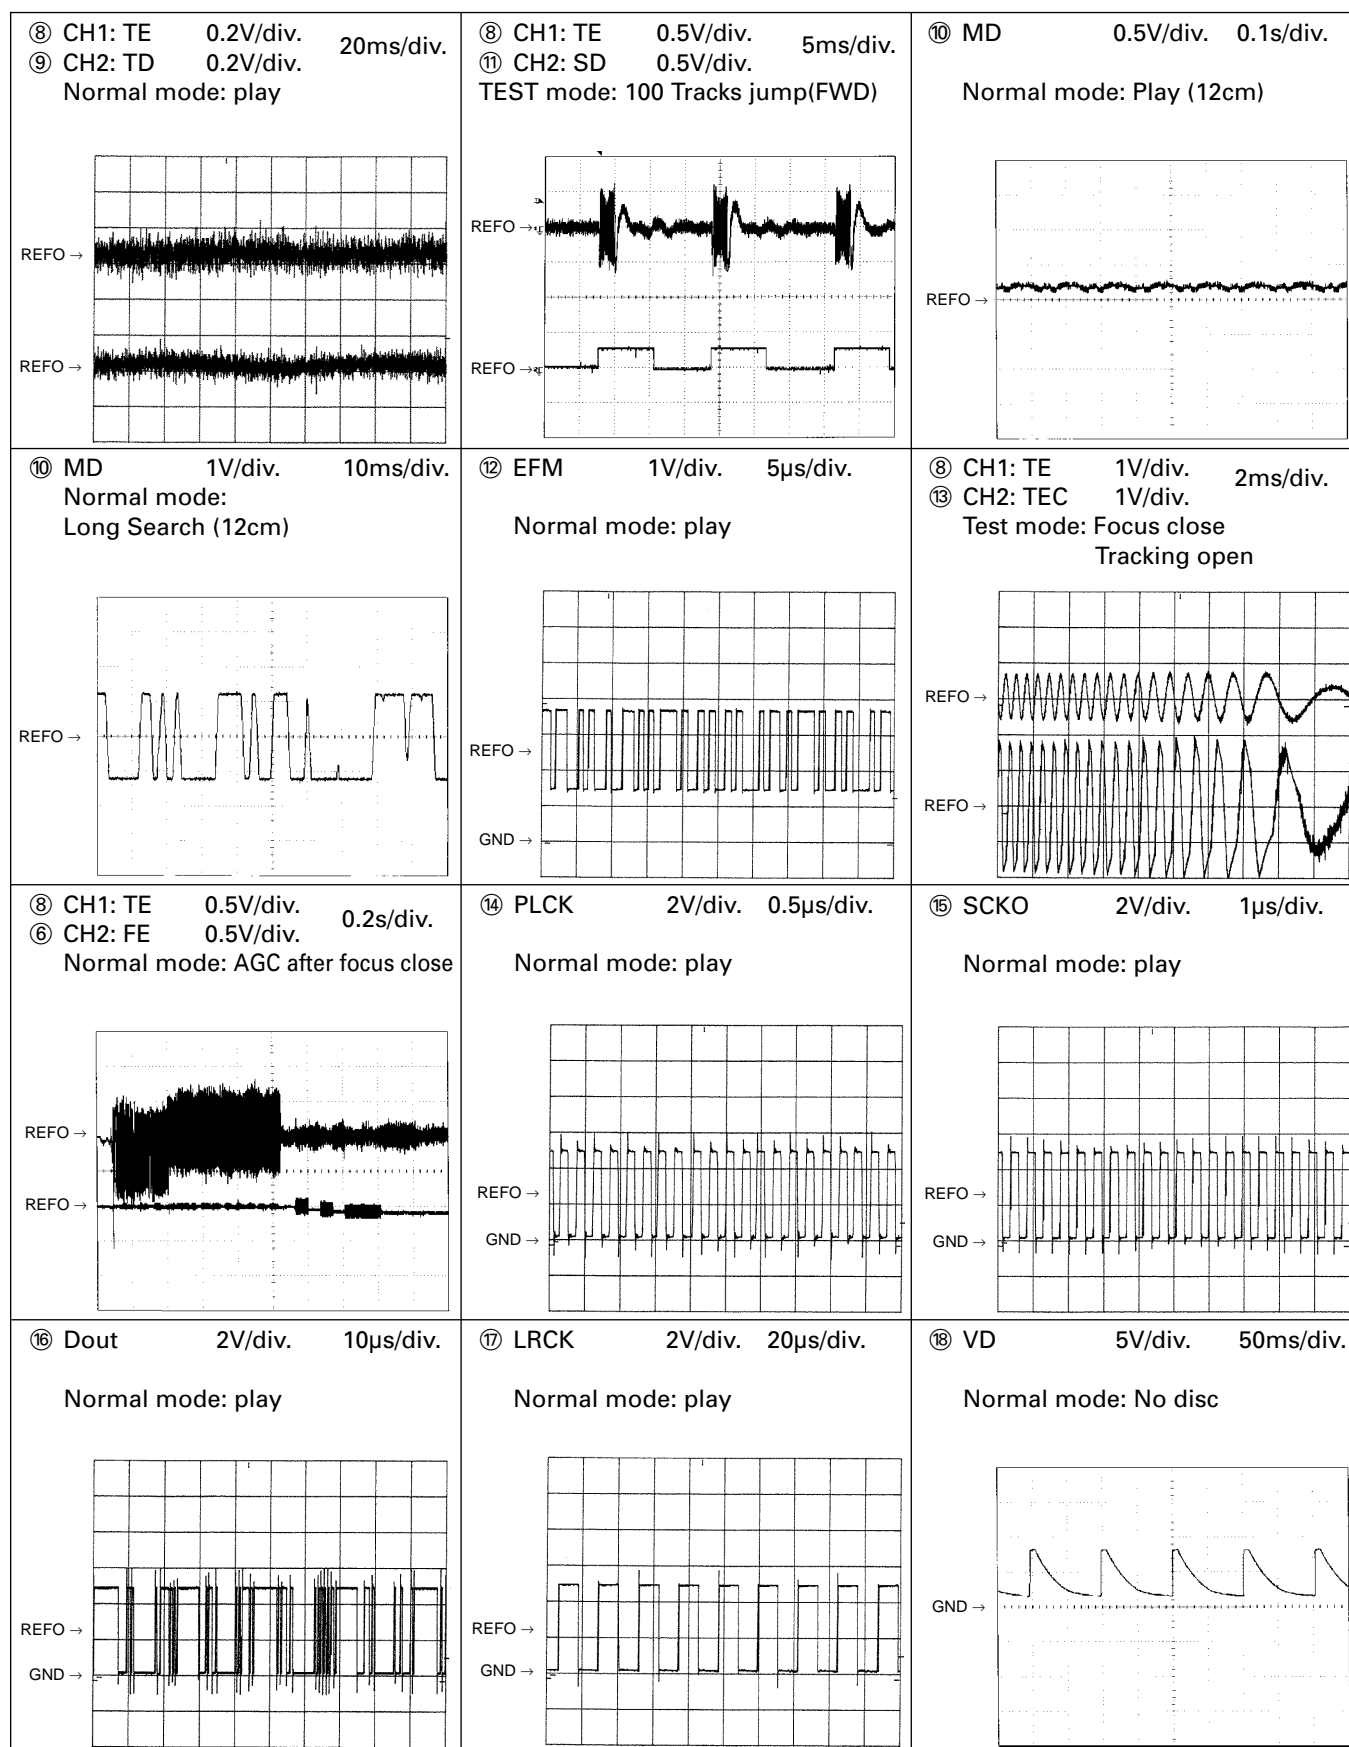 ⑧ CH1: TE 0.2V/div. 20ms/div.
⑨ CH2: TD 0.2V/div.
Normal mode: play
REFO →
REFO →
⑧ CH1: TE 0.5V/div. 5ms/div.
⑪ CH2: SD 0.5V/div.
TEST mode: 100 Tracks jump(FWD)
REFO →
REFO →
⑩ MD 0.5V/div. 0.1s/div.
Normal mode: Play (12cm)
REFO →
⑩ MD 1V/div. 10ms/div.
Normal mode:
Long Search (12cm)
REFO →
⑫ EFM 1V/div. 5µs/div.
Normal mode: play
REFO →
GND →
⑧ CH1: TE 1V/div. 2ms/div.
⑬ CH2: TEC 1V/div.
Test mode: Focus close
Tracking open
REFO →
REFO →
⑧ CH1: TE 0.5V/div. 0.2s/div.
⑥ CH2: FE 0.5V/div.
Normal mode: AGC after focus close
REFO →
REFO →
⑭ PLCK 2V/div. 0.5µs/div.
Normal mode: play
REFO →
GND →
⑮ SCKO 2V/div. 1µs/div.
Normal mode: play
REFO →
GND →
⑯ Dout 2V/div. 10µs/div.
Normal mode: play
REFO →
GND →
⑰ LRCK 2V/div. 20µs/div.
Normal mode: play
REFO →
GND →
⑱ VD 5V/div. 50ms/div.
Normal mode: No disc
GND →